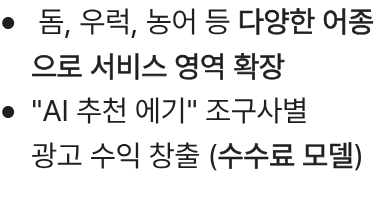 • 돔, 우럭, 농어 등 다양한 어종
으로 서비스 영역 확장
• "AI 추천 에기" 조구사별
광고 수익 창출 (수수료 모델)